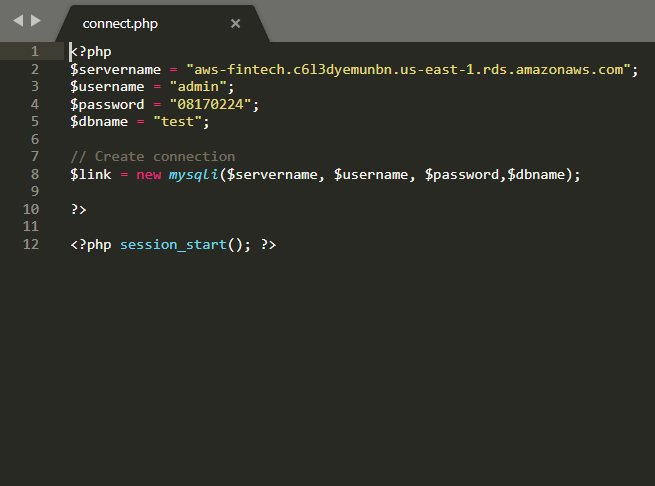 connect.php ×
1 <?php
2 $servername = "aws-fintech.c6l3dyemunbn.us-east-1.rds.amazonaws.com";
3 $username = "admin";
4 $password = "08170224";
5 $dbname = "test";
6
7 // Create connection
8 $link = new mysqli($servername, $username, $password,$dbname);
9
10 ?>
11
12 <?php session_start(); ?>